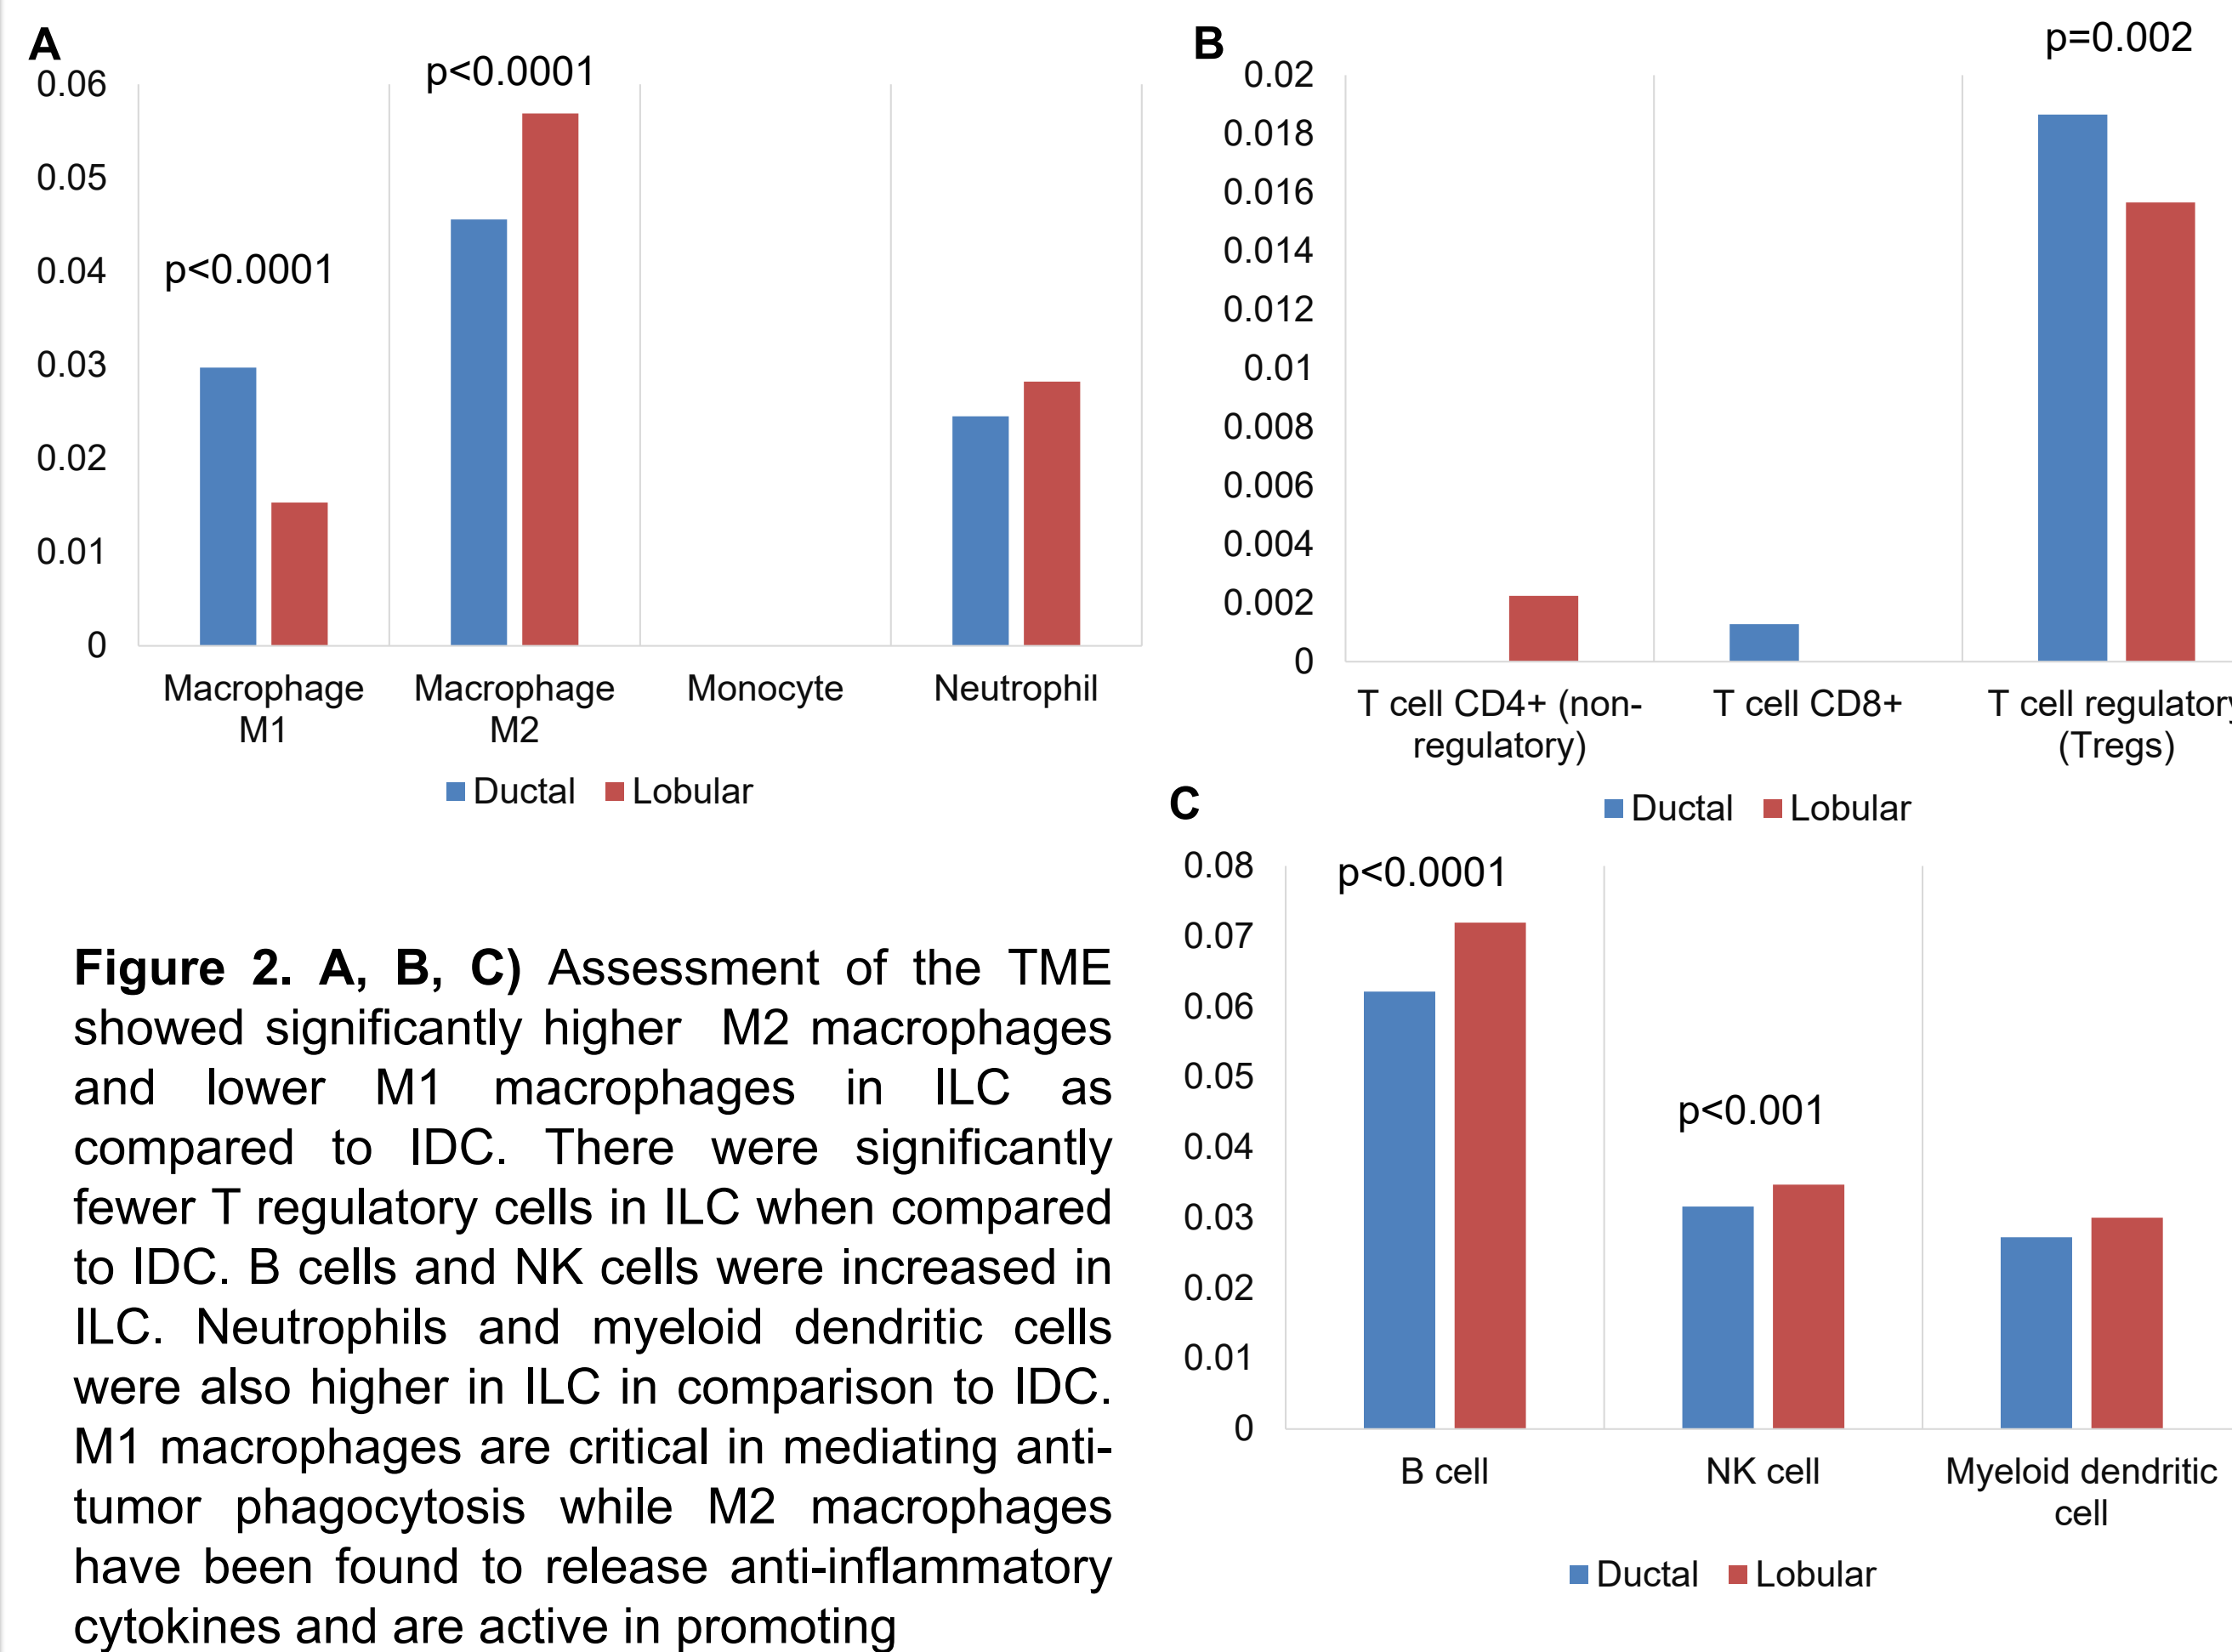 A
p<0.0001
p<0.0001
0.06
0.05
0.04
0.03
0.02
0.01
0
Macrophage
M1
Macrophage
M2
Monocyte
Neutrophil
Ductal
Lobular
B
p=0.002
0.02
0.018
0.016
0.014
0.012
0.01
0.008
0.006
0.004
0.002
0
T cell CD4+ (non-
regulatory)
T cell CD8+
T cell regulatory
(Tregs)
Ductal
Lobular
C
p<0.0001
p<0.001
0.08
0.07
0.06
0.05
0.04
0.03
0.02
0.01
0
B cell
NK cell
Myeloid dendritic
cell
Ductal
Lobular
Figure 2. A, B, C) Assessment of the TME
showed significantly higher M2 macrophages
and lower M1 macrophages in ILC as
compared to IDC. There were significantly
fewer T regulatory cells in ILC when compared
to IDC. B cells and NK cells were increased in
ILC. Neutrophils and myeloid dendritic cells
were also higher in ILC in comparison to IDC.
M1 macrophages are critical in mediating anti-
tumor phagocytosis while M2 macrophages
have been found to release anti-inflammatory
cytokines and are active in promoting